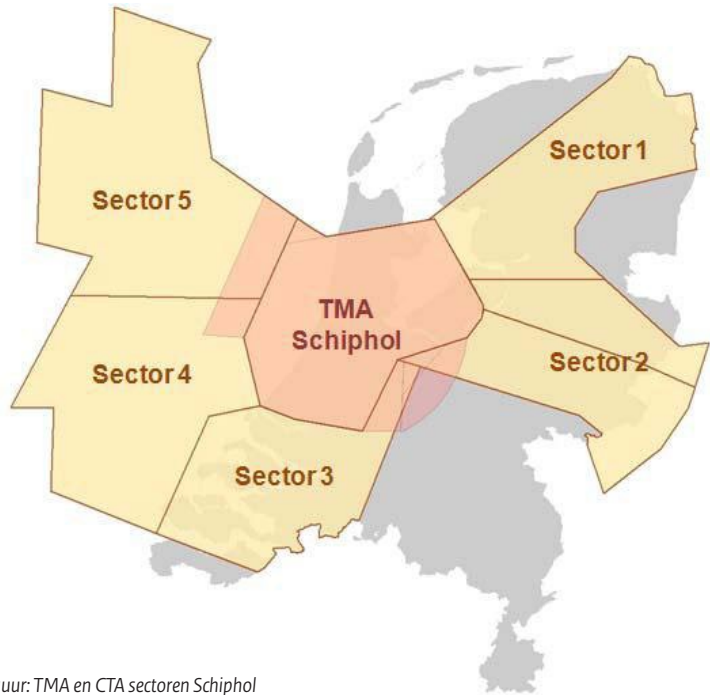 Sector 1
Sector 5
TMA
Schiphol
Sector 2
Sector 4
Sector 3
uur: TMA en CTA sectoren Schiphol